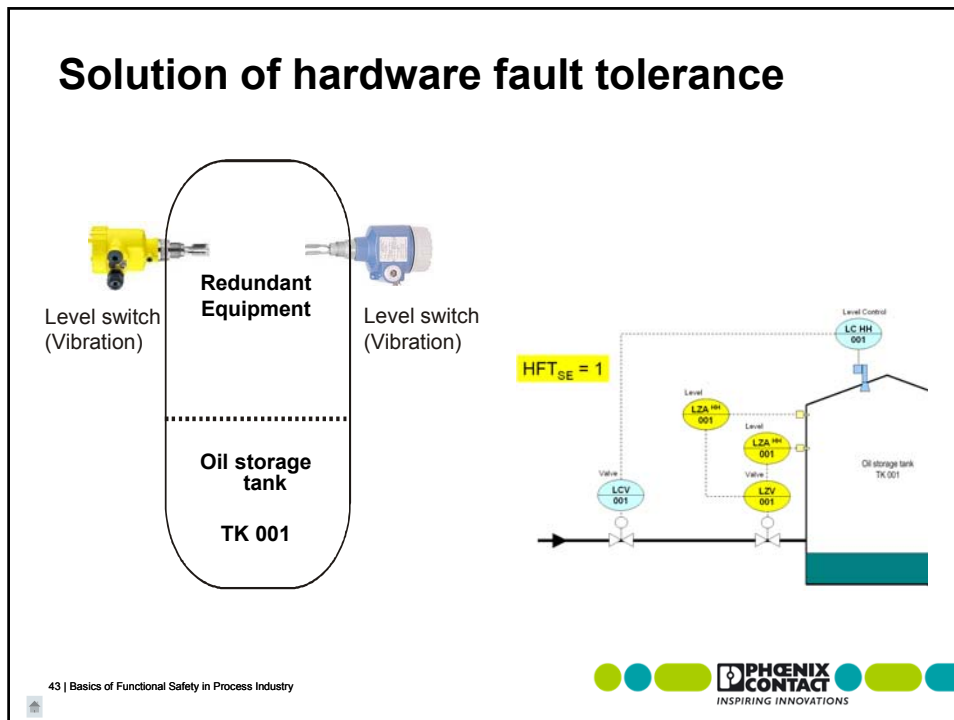 Solution of hardware fault tolerance
Redundant
Equipment
Level switch
(Vibration)
Level switch
(Vibration)
Oil storage
tank
TK 001
HFT_SE = 1
Level Control
LC HH
001
Level
LZA HH
001
Level
LZA HH
001
Valve
LZV
001
Valve
LCV
001
Oil storage tank
TK 001
43 | Basics of Functional Safety in Process Industry
PHŒNIX
CONTACT
INSPIRING INNOVATIONS